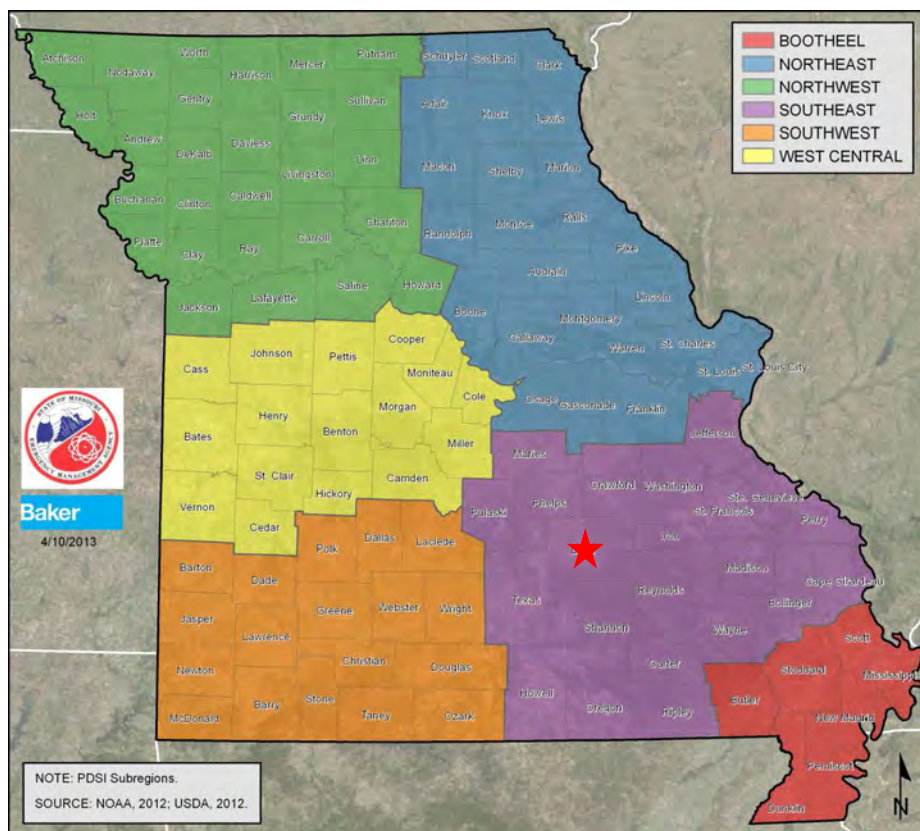 BOOTHEEL
NORTHEAST
NORTHWEST
SOUTHEAST
SOUTHWEST
WEST CENTRAL
Atchison
Nodaway
Worth
Harrison
Mercer
Putnam
Schuyler
Scotland
Clark
Gentry
Sullivan
Holt
Grundy
Adair
Knox
Lewis
Andrew
DeKalb
Daviess
Linn
Macon
Shelby
Marion
Livingston
Buchanan
Clinton
Caldwell
Chariton
Randolph
Monroe
Ralls
Platte
Clay
Ray
Carroll
Pike
Audrain
Jackson
Lafayette
Saline
Howard
Boone
Lincoln
Montgomery
Callaway
Warren
St. Charles
St. Louis
St. Louis City
Cass
Johnson
Pettis
Cooper
Moniteau
Cole
Osage
Gasconade
Franklin
Bates
Henry
Morgan
Benton
Miller
Jefferson
Maries
St. Clair
Camden
Vernon
Hickory
Cedar
Phelps
Crawford
Washington
Ste. Genevieve
St. Francois
Perry
Pulaski
Polk
Dallas
Laclede
Iron
Barton
Dade
Madison
Cape Girardeau
Jasper
Greene
Webster
Wright
Texas
Reynolds
Bollinger
Lawrence
Shannon
Wayne
Scott
Newton
Christian
Douglas
Carter
Stoddard
Mississippi
Howell
Butler
McDonald
Barry
Stone
Taney
Ozark
Oregon
Ripley
New Madrid
Pemiscot
Dunklin
STATE OF MISSOURI
EMERGENCY MANAGEMENT AGENCY
Baker
4/10/2013
NOTE: PDSI Subregions.
SOURCE: NOAA, 2012; USDA, 2012.
N